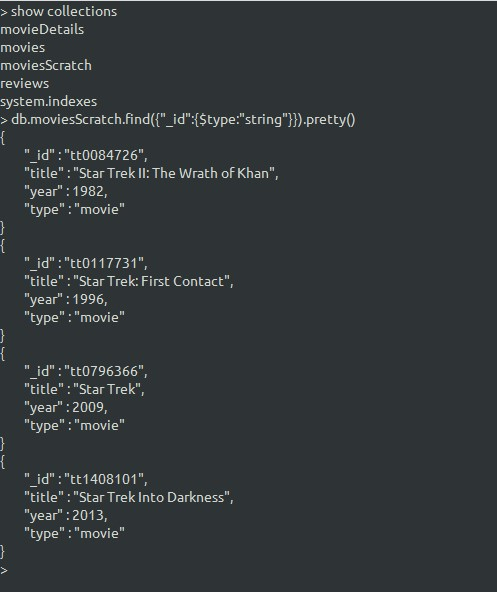 > show collections
movieDetails
movies
moviesScratch
reviews
system.indexes
> db.moviesScratch.find({"_id":{$type:"string"}}).pretty()
{
"_id" : "tt0084726",
"title" : "Star Trek II: The Wrath of Khan",
"year" : 1982,
"type" : "movie"
}
{
"_id" : "tt0117731",
"title" : "Star Trek: First Contact",
"year" : 1996,
"type" : "movie"
}
{
"_id" : "tt0796366",
"title" : "Star Trek",
"year" : 2009,
"type" : "movie"
}
{
"_id" : "tt1408101",
"title" : "Star Trek Into Darkness",
"year" : 2013,
"type" : "movie"
}
>